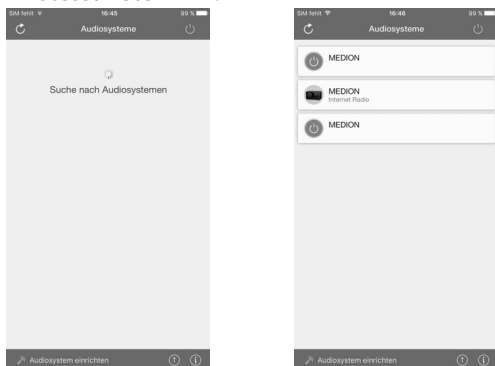 SIM fehlt 16:45 99 %
Audiosysteme
Suche nach Audiosystemen
Audiosystem einrichten
SIM fehlt 16:46 99 %
Audiosysteme
MEDION
MEDION
Internet Radio
MEDION
Audiosystem einrichten